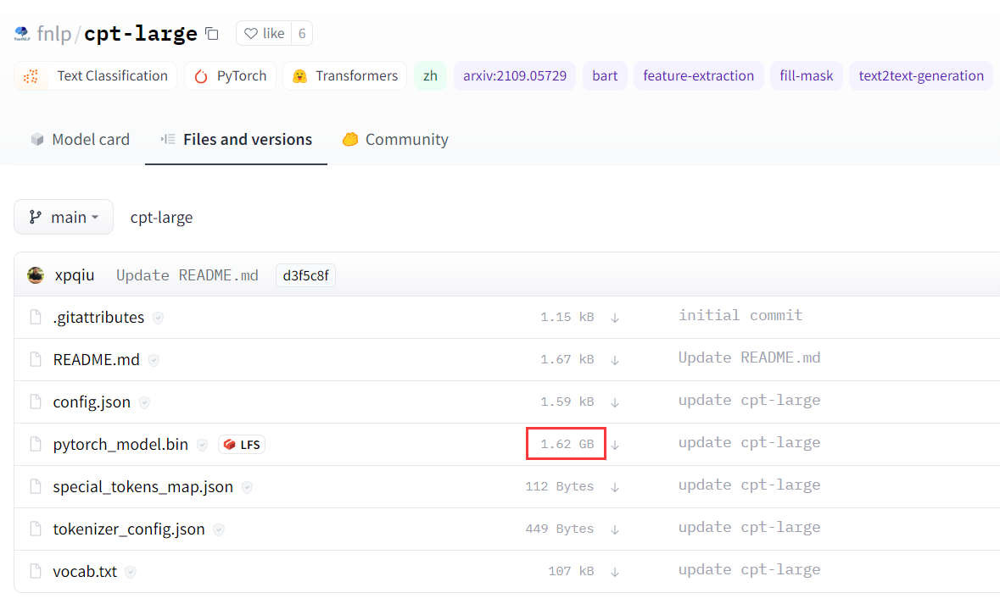 fnlp/cpt-large like 6
Text Classification PyTorch Transformers zh arxiv:2109.05729 bart feature-extraction fill-mask text2text-generation
Model card Files and versions Community
main cpt-large
xpqiu Update README.md d3f5c8f
.gitattributes 1.15 kB initial commit
README.md 1.67 kB Update README.md
config.json 1.59 kB update cpt-large
pytorch_model.bin LFS 1.62 GB update cpt-large
special_tokens_map.json 112 Bytes update cpt-large
tokenizer_config.json 449 Bytes update cpt-large
vocab.txt 107 kB update cpt-large